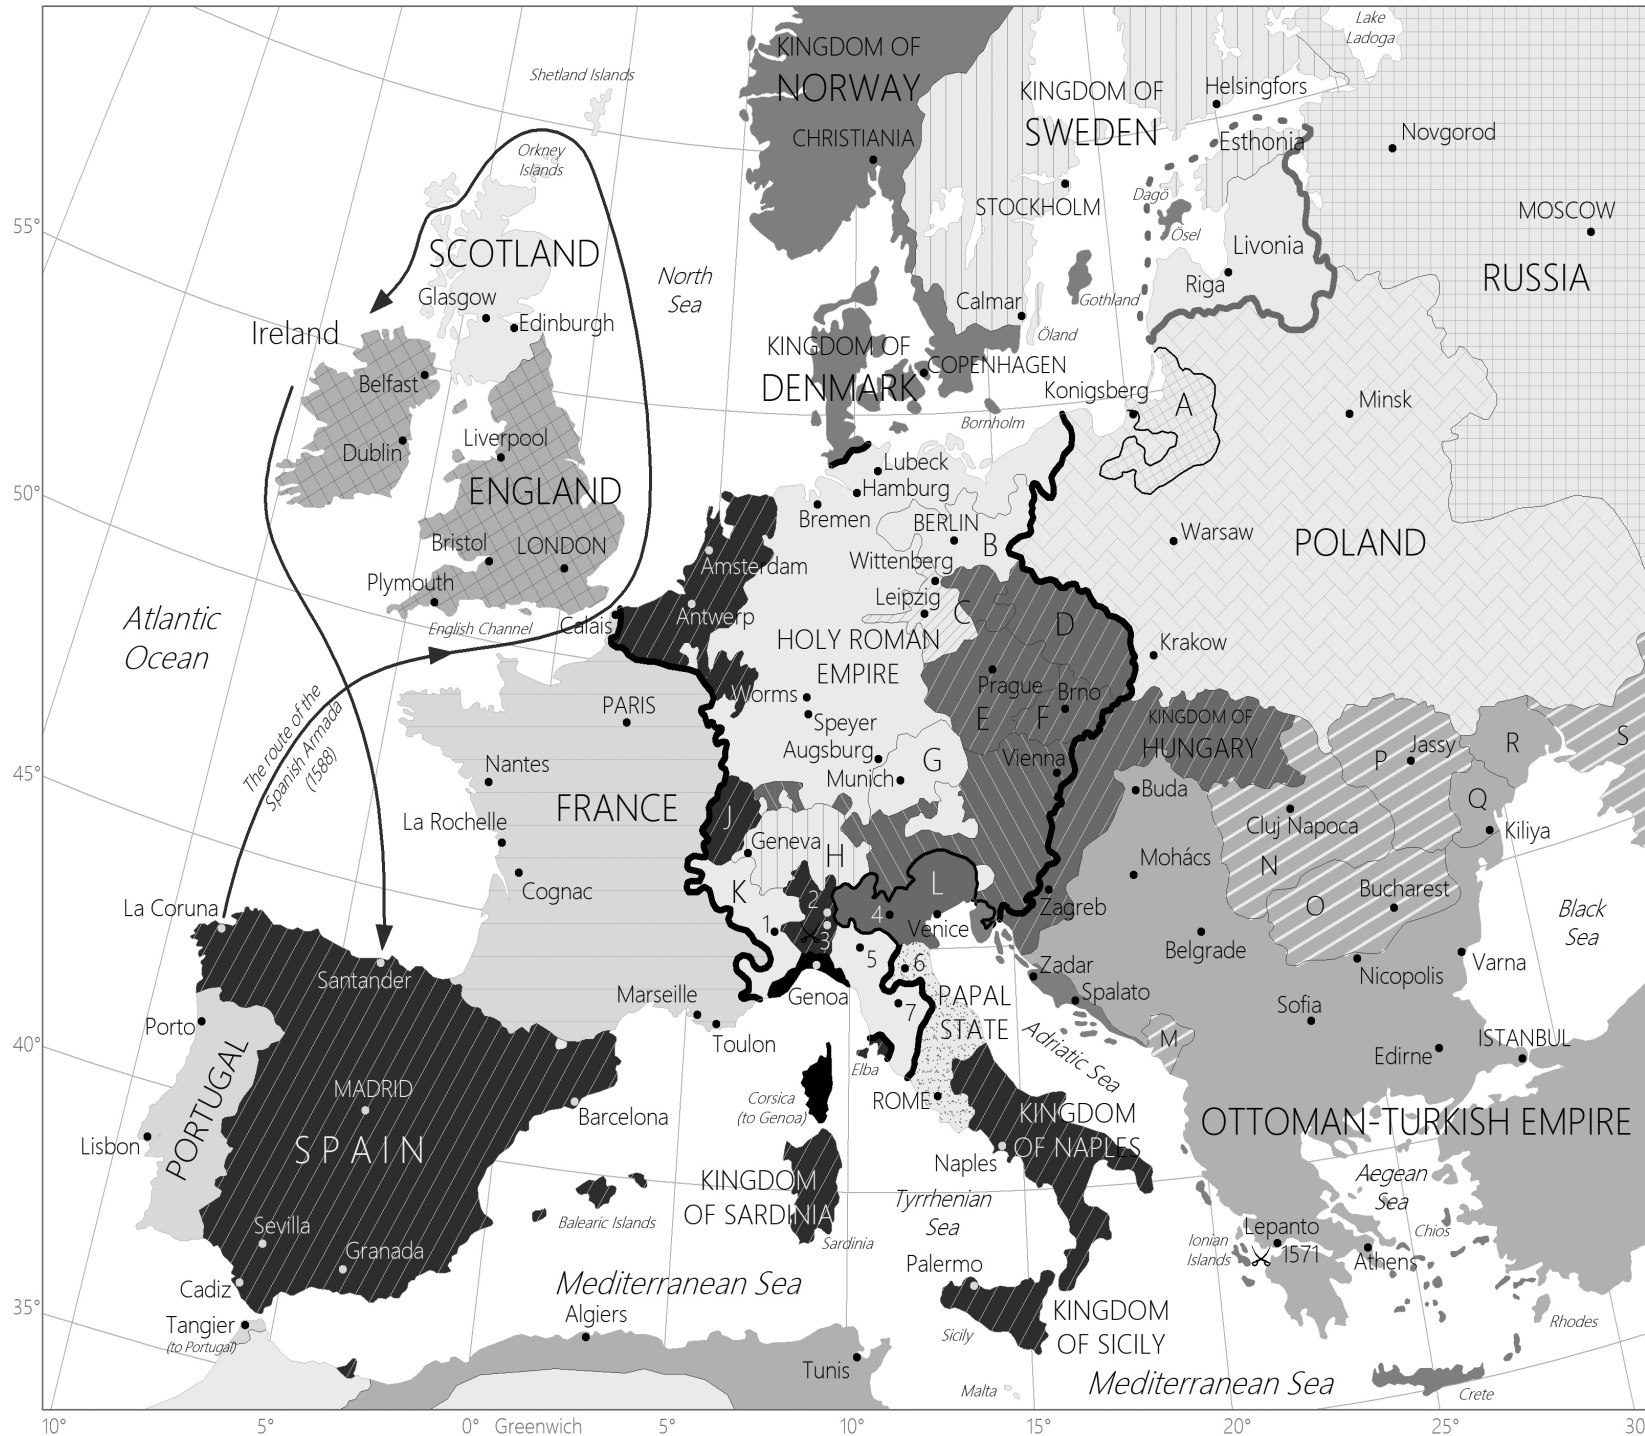 KINGDOM OF
NORWAY
CHRISTIANIA
Shetland Islands
Orkney
Islands
KINGDOM OF
SWEDEN
STOCKHOLM
Helsingfors
Esthonia
Lake
Ladoga
Novgorod
MOSCOW
RUSSIA
Dagö
Ösel
Livonia
Riga
Gothland
Calmar
Öland
55°
SCOTLAND
Glasgow
Edinburgh
North
Sea
Ireland
Belfast
Dublin
Liverpool
ENGLAND
Bristol
LONDON
Plymouth
English Channel
Calais
KINGDOM OF
DENMARK
COPENHAGEN
Bornholm
Konigsberg
A
Minsk
50°
Lubeck
Hamburg
Bremen
BERLIN
B
Wittenberg
Leipzig
C
D
Warsaw
POLAND
Krakow
Amsterdam
Antwerp
HOLY ROMAN
EMPIRE
Atlantic
Ocean
The route of the
Spanish Armada
(1588)
PARIS
Worms
Speyer
Augsburg
Munich
G
Prague
Brno
E
F
Vienna
KINGDOM OF
HUNGARY
Buda
P
Jassy
R
S
Q
Kiliya
Cluj Napoca
N
O
Bucharest
Mohács
45°
Nantes
FRANCE
La Rochelle
Cognac
J
Geneva
H
K
L
1
2
3
4
5
6
7
Venice
Zagreb
Belgrade
Nicopolis
Varna
Black
Sea
La Coruna
Santander
Marseille
Toulon
Genoa
PAPAL
STATE
Zadar
Spalato
Adriatic Sea
Sofia
M
Edirne
ISTANBUL
40°
Porto
PORTUGAL
MADRID
SPAIN
Lisbon
Barcelona
Corsica
(to Genoa)
Elba
ROME
KINGDOM
OF NAPLES
Naples
OTTOMAN-TURKISH EMPIRE
KINGDOM
OF SARDINIA
Sardinia
Tyrrhenian
Sea
Balearic Islands
Sevilla
Granada
Cadiz
Aegean
Sea
Chios
Lepanto
1571
Athens
Ionian
Islands
35°
Tangier
(to Portugal)
Mediterranean Sea
Algiers
Palermo
Sicily
KINGDOM
OF SICILY
Tunis
Malta
Mediterranean Sea
Rhodes
Crete
10°
5°
0°
Greenwich
5°
10°
15°
20°
25°
30